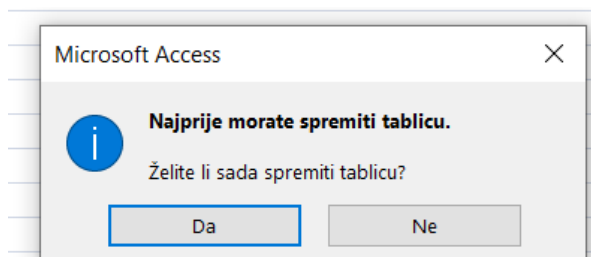 Microsoft Access
Najprije morate spremiti tablicu.
Želite li sada spremiti tablicu?
Da
Ne